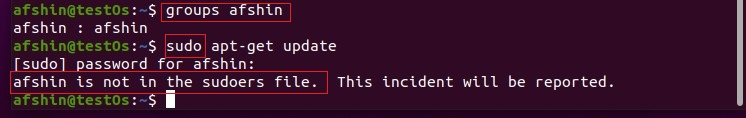 afshin@testOs:~$ groups afshin
afshin : afshin
afshin@testOs:~$ sudo apt-get update
[sudo] password for afshin:
afshin is not in the sudoers file.  This incident will be reported.
afshin@testOs:~$